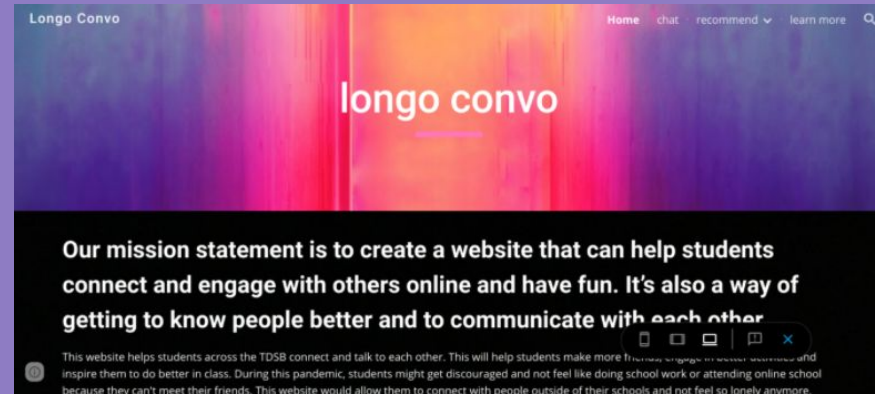 Longo Convo
Home chat recommend learn more
longo convo
Our mission statement is to create a website that can help students
connect and engage with others online and have fun. It's also a way of
getting to know people better and to communicate with each other
This website helps students across the TDSB connect and talk to each other. This will help students make more friends, engage in better activities and
inspire them to do better in class. During this pandemic, students might get discouraged and not feel like doing school work or attending online school
because they can't meet their friends. This website would allow them to connect with people outside of their schools and not feel so lonely anymore.